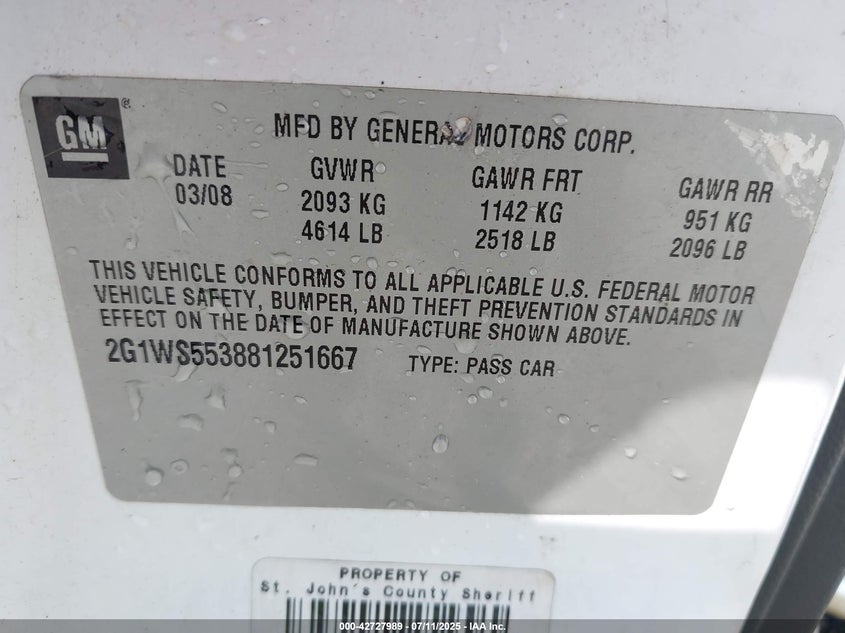 GM®
MFD BY GENERAL MOTORS CORP.
DATE GVWR GAWR FRT GAWR RR
03/08 2093 KG 1142 KG 951 KG
4614 LB 2518 LB 2096 LB
THIS VEHICLE CONFORMS TO ALL APPLICABLE U.S. FEDERAL MOTOR
VEHICLE SAFETY, BUMPER, AND THEFT PREVENTION STANDARDS IN
EFFECT ON THE DATE OF MANUFACTURE SHOWN ABOVE.
2G1WS553881251667 TYPE: PASS CAR
PROPERTY OF
St. John's County Sheriff
000-42727989 - 07/11/2025 - IAA Inc.